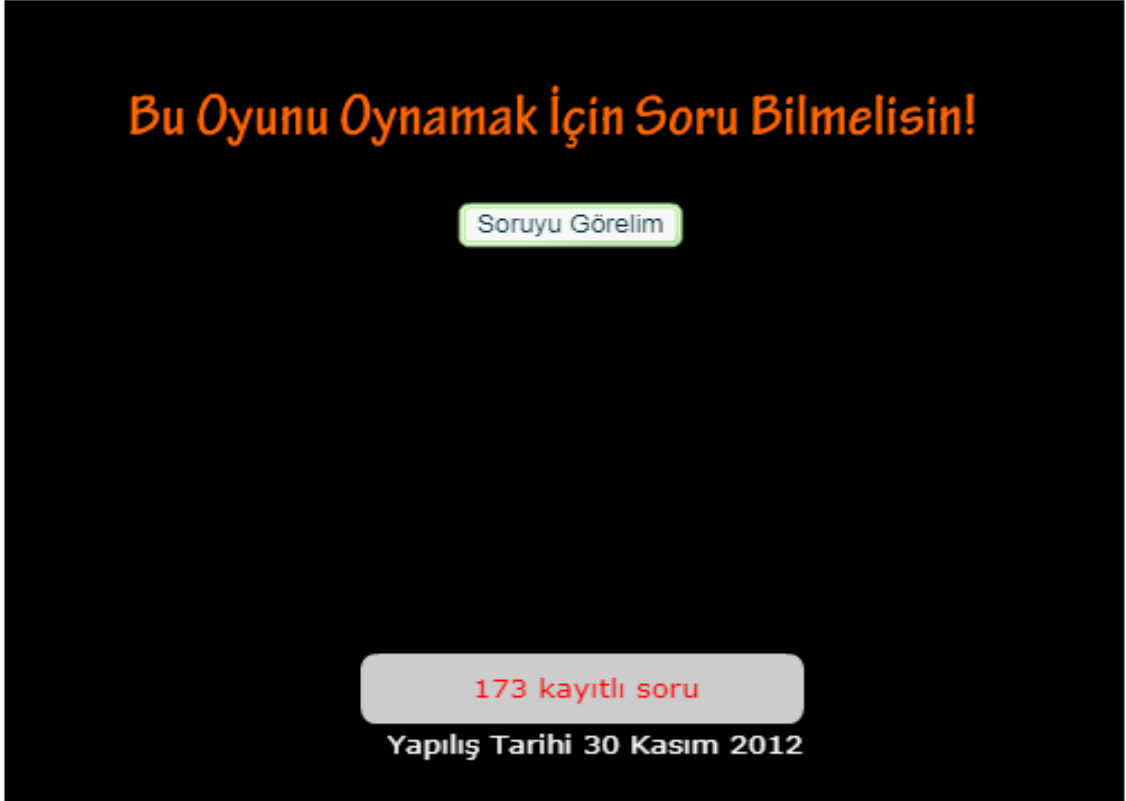 Bu Oyunu Oynamak İçin Soru Bilmelisin!
Soruyu Görelim
173 kayıtlı soru
Yapılış Tarihi 30 Kasım 2012